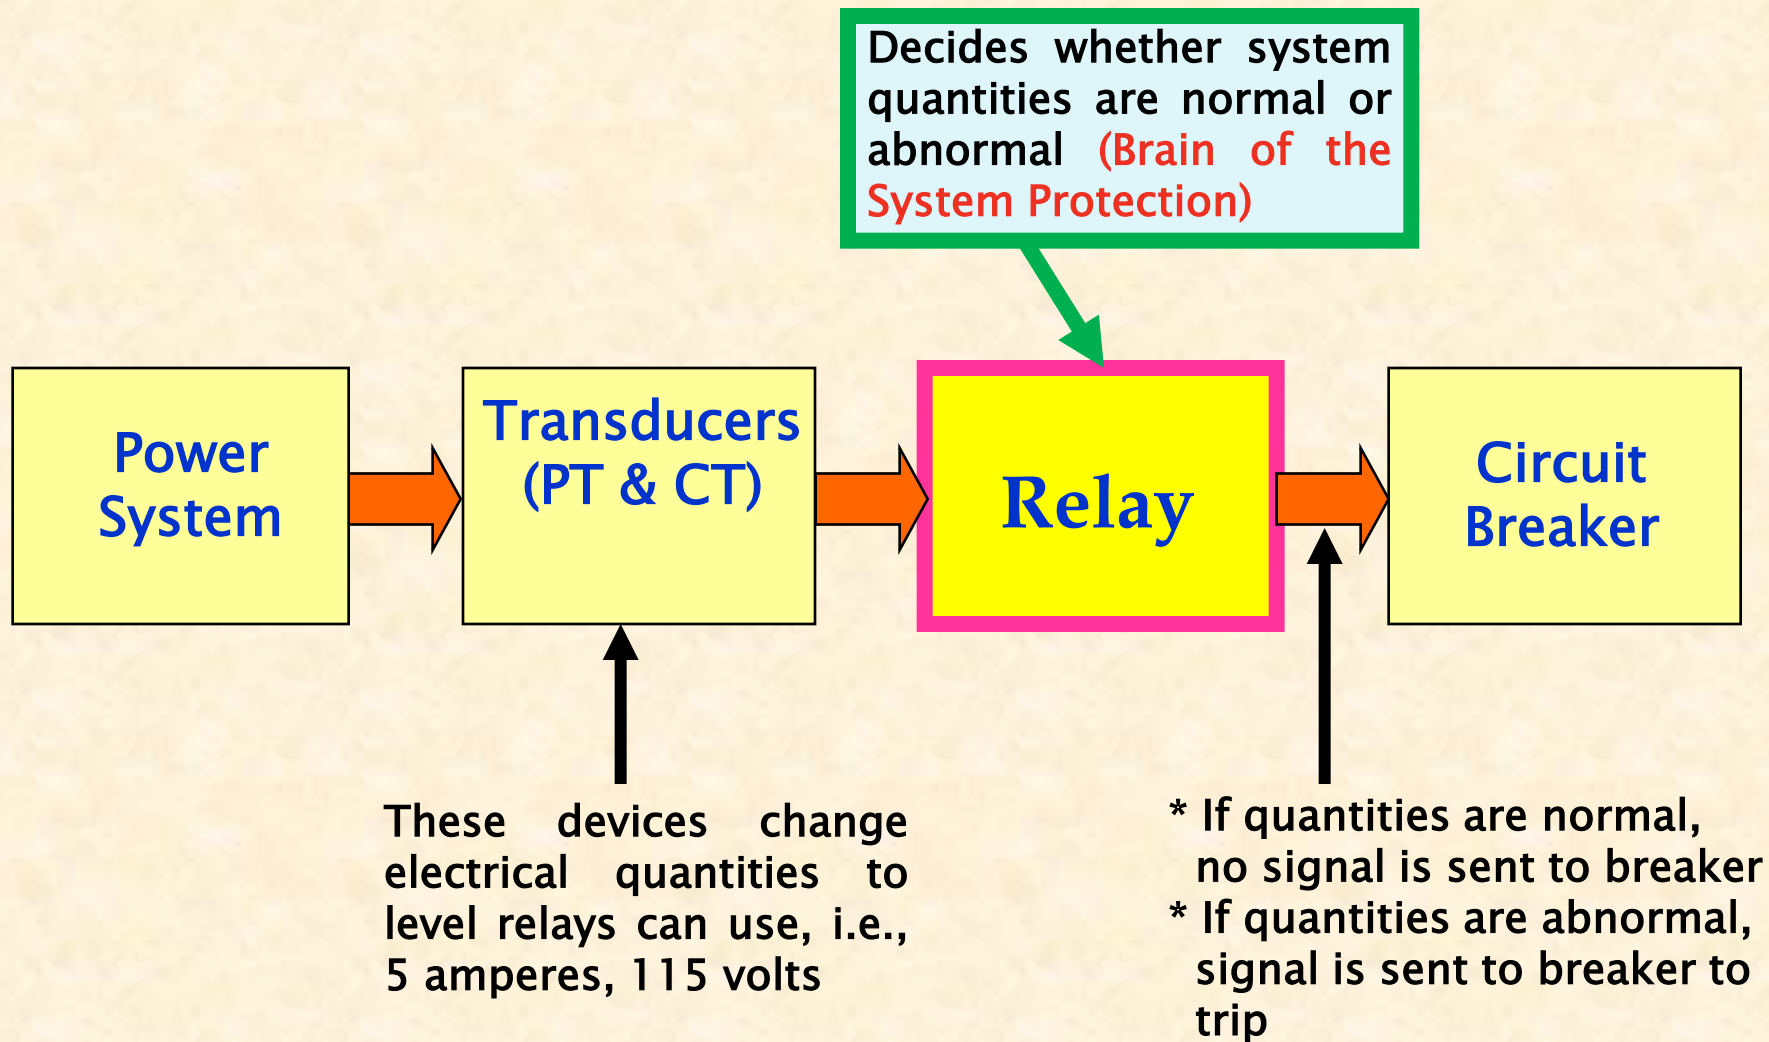 Decides whether system
quantities are normal or
abnormal (Brain of the
System Protection)
Power
System
Transducers
(PT & CT)
Relay
Circuit
Breaker
These devices change
electrical quantities to
level relays can use, i.e.,
5 amperes, 115 volts
* If quantities are normal,
no signal is sent to breaker
* If quantities are abnormal,
signal is sent to breaker to
trip